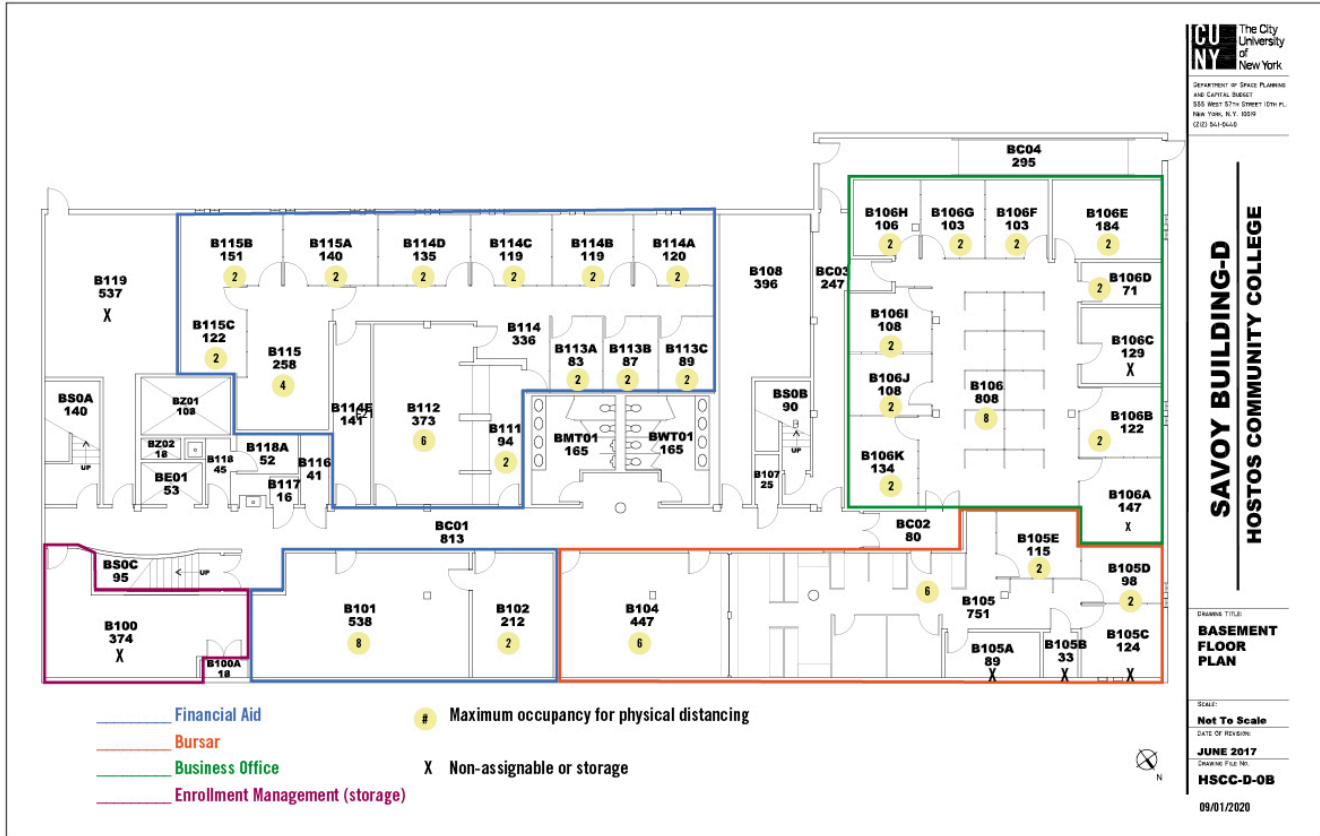 CU
NY
The City
University
of
New York
DEPARTMENT OF SPACE PLANNING
AND CAPITAL BUDGET
555 WEST 57TH STREET 10TH FL.
NEW YORK, N.Y. 10019
(212) 541-0440
SAVOY BUILDING-D
HOSTOS COMMUNITY COLLEGE
DRAWING TITLE:
BASEMENT
FLOOR
PLAN
SCALE:
Not To Scale
DATE OF REVISION:
JUNE 2017
DRAWING FILE NO.
HSCC-D-0B
09/01/2020
BC04
295
B106H
106
2
B106G
103
2
B106F
103
2
B106E
184
2
B115B
151
2
B115A
140
2
B114D
135
2
B114C
119
2
B114B
119
2
B114A
120
2
B119
537
X
B108
396
BC03
247
B106D
71
2
B115C
122
2
B115
258
4
B114
336
B106I
108
2
B106C
129
X
B113A
83
2
B113B
87
2
B113C
89
2
BS0A
140
UP
BZ01
108
B114E
141
B112
373
6
B111
94
2
BMT01
165
BWT01
165
BS0B
90
UP
B106J
108
2
B106
808
8
B106B
122
2
BZ02
18
B118
45
B118A
52
B116
41
BE01
53
B117
16
B107
25
B106K
134
2
B106A
147
X
BC01
813
BC02
80
BS0C
95
UP
B105E
115
2
B105D
98
2
B100
374
X
B100A
18
B101
538
8
B102
212
2
B104
447
6
6
B105
751
B105A
89
X
B105B
33
X
B105C
124
X
Financial Aid
Bursar
Business Office
Enrollment Management (storage)
# Maximum occupancy for physical distancing
X Non-assignable or storage
N